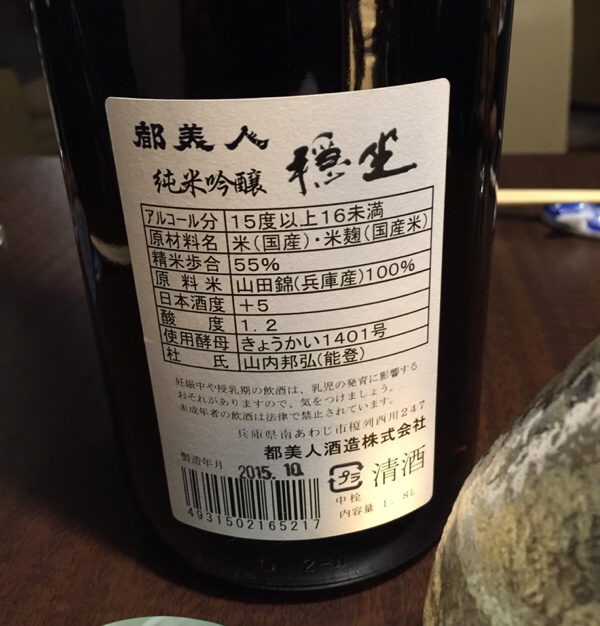 都美人
純米吟醸 穏坐
アルコール分 15度以上16未満
原材料名 米(国産)・米麹(国産米)
精米歩合 55%
原料米 山田錦(兵庫産)100%
日本酒度 +5
酸度 1.2
使用酵母 きょうかい1401号
杜氏 山内邦弘(能登)
妊娠中や授乳期の飲酒は、乳児の発育に影響する
おそれがありますので、気をつけましょう。
未成年者の飲酒は法律で禁止されています。
兵庫県南あわじ市榎列西川247
都美人酒造株式会社
製造年月 2015.10
プラ 清酒
中栓
内容量 1.8L
4931502165217